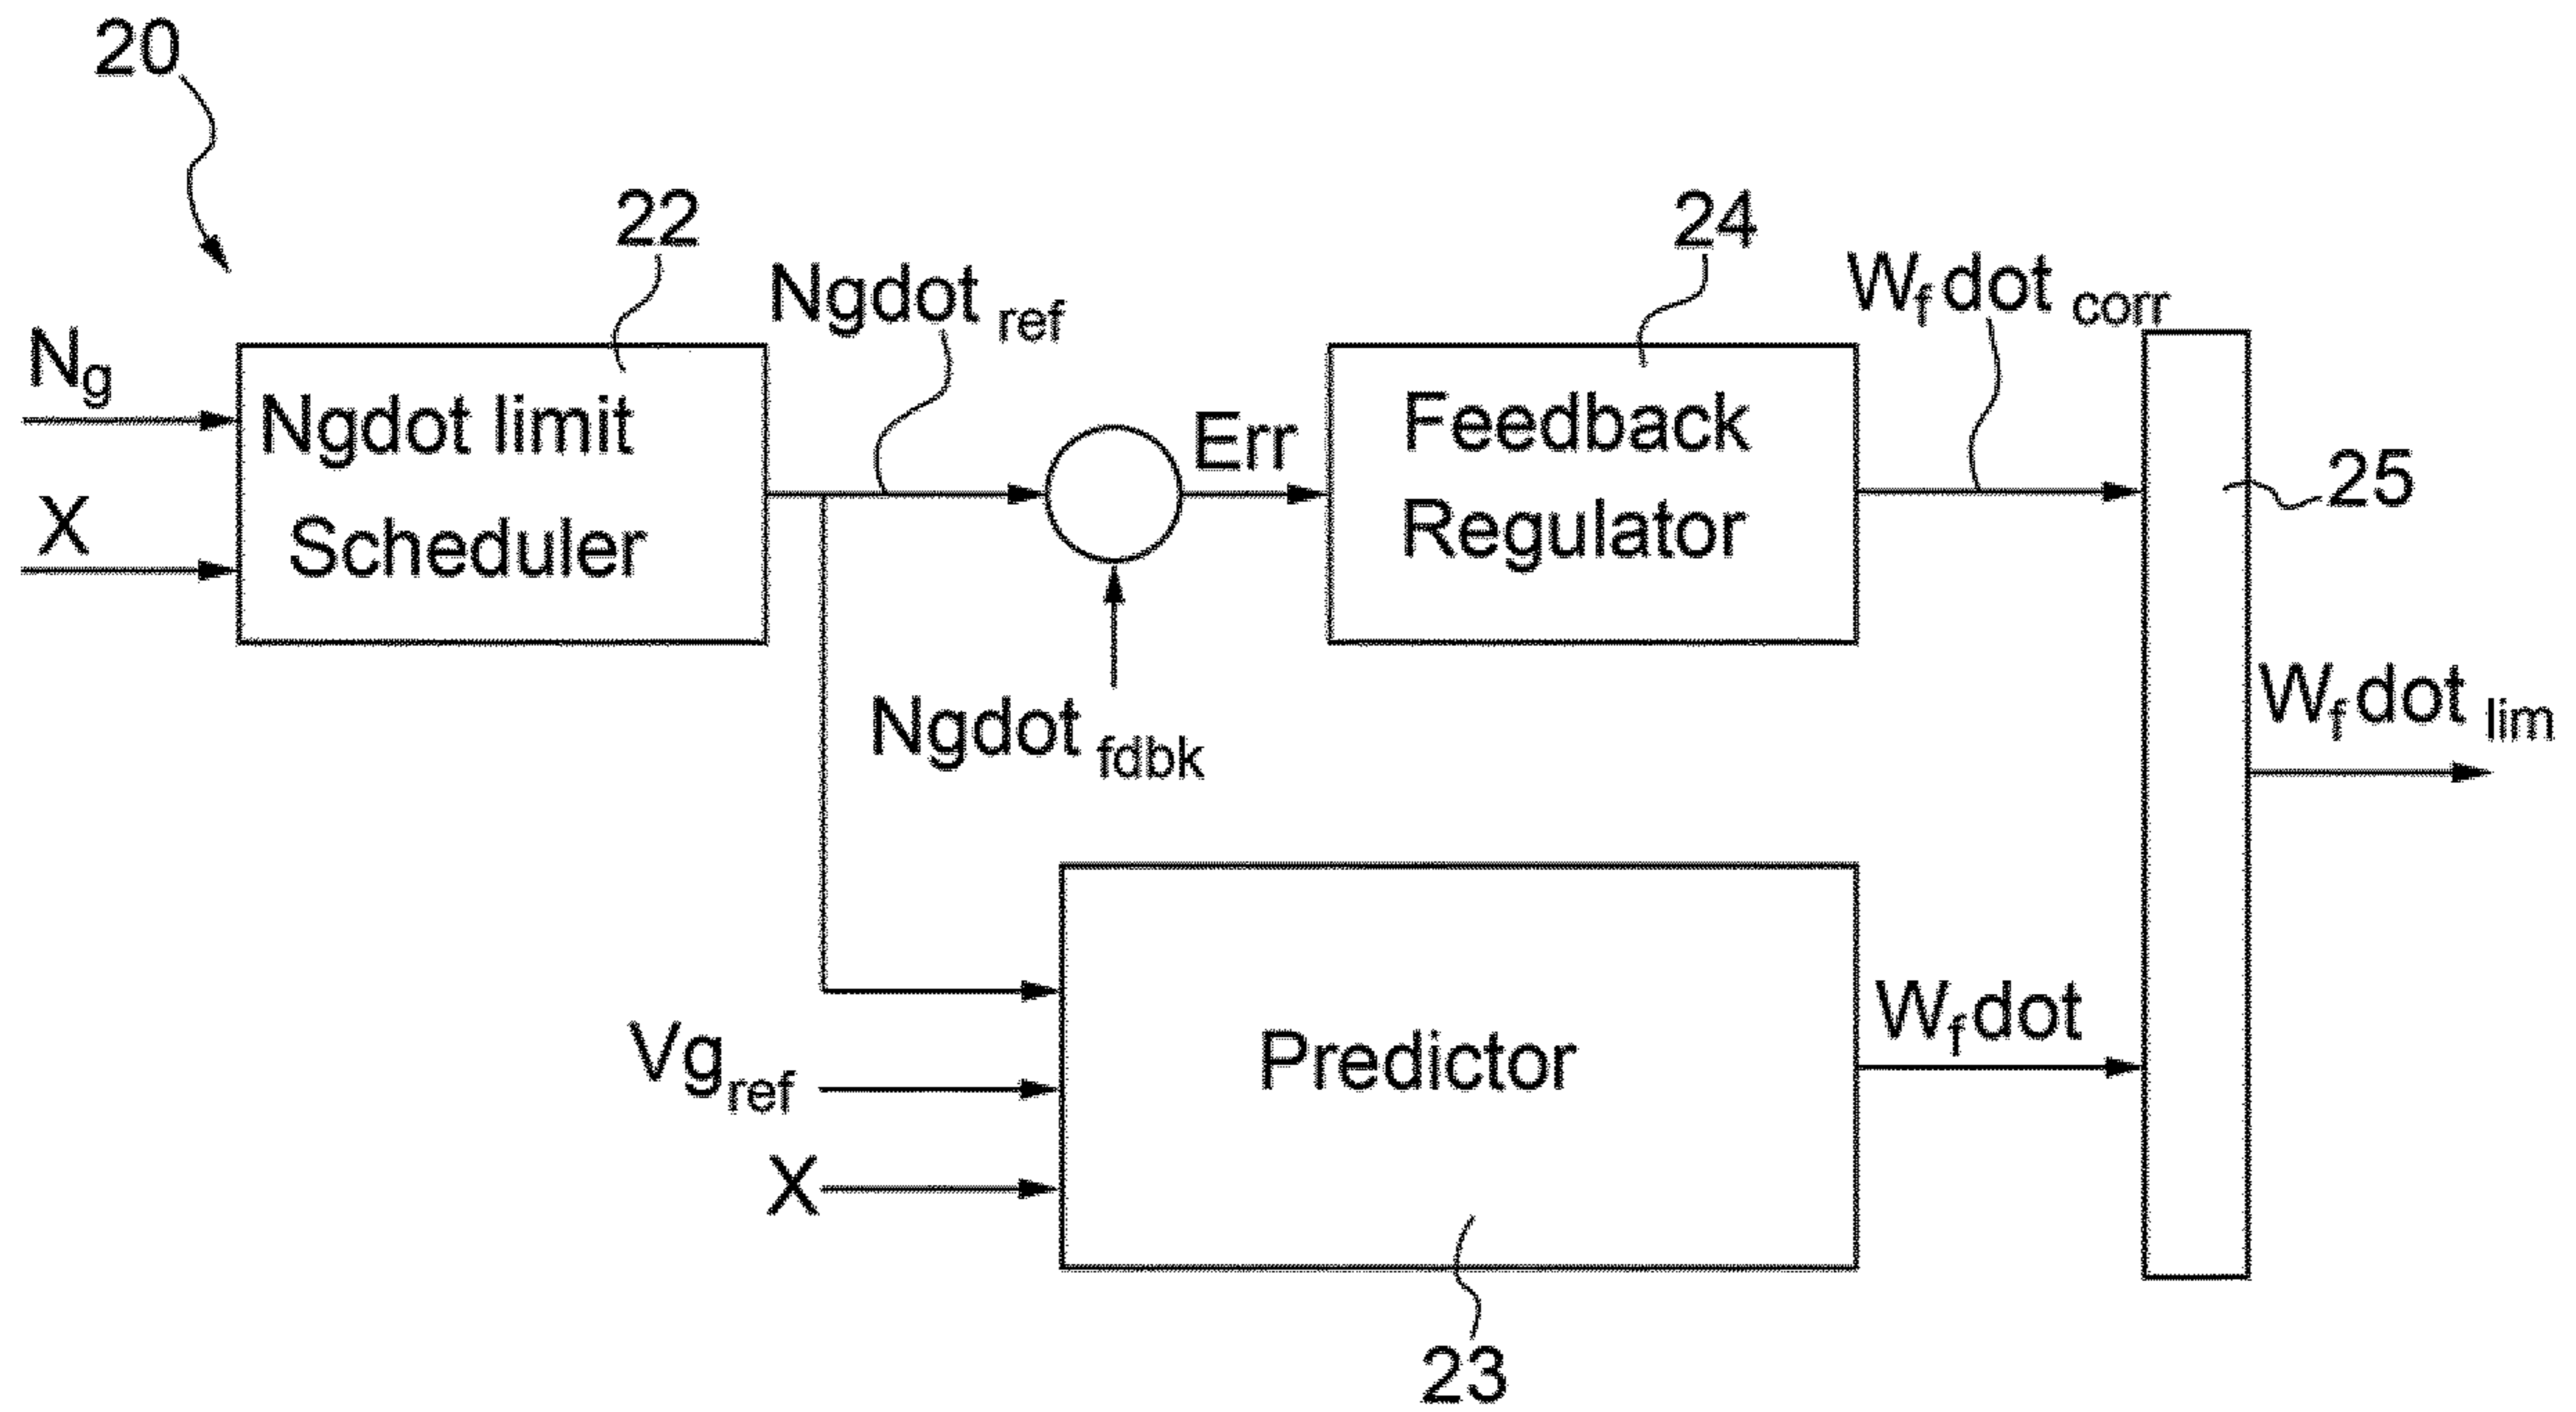 20
22
24
Ngdot ref
Wf dot corr
Ng
Ngdot limit
Scheduler
X
Err
Feedback
Regulator
25
Ngdot fdbk
Wf dot lim
Vg ref
X
Predictor
Wf dot
23